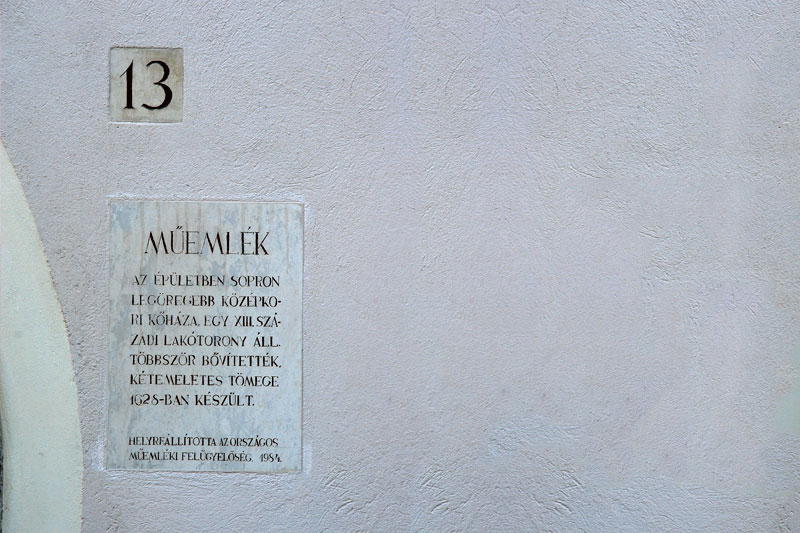 13
MŰEMLÉK
AZ ÉPÜLETBEN SOPRON
LEGÖREGEBB KÖZÉPKO-
RI KŐHÁZA, EGY XIII. SZÁ-
ZADI LAKÓTORONY ÁLL.
TÖBBSZÖR BŐVÍTETTÉK,
KÉTEMELETES TÖMEGE
1628-BAN KÉSZÜLT.
HELYREÁLLÍTOTTA AZ ORSZÁGOS
MŰEMLÉKI FELÜGYELŐSÉG, 1984.